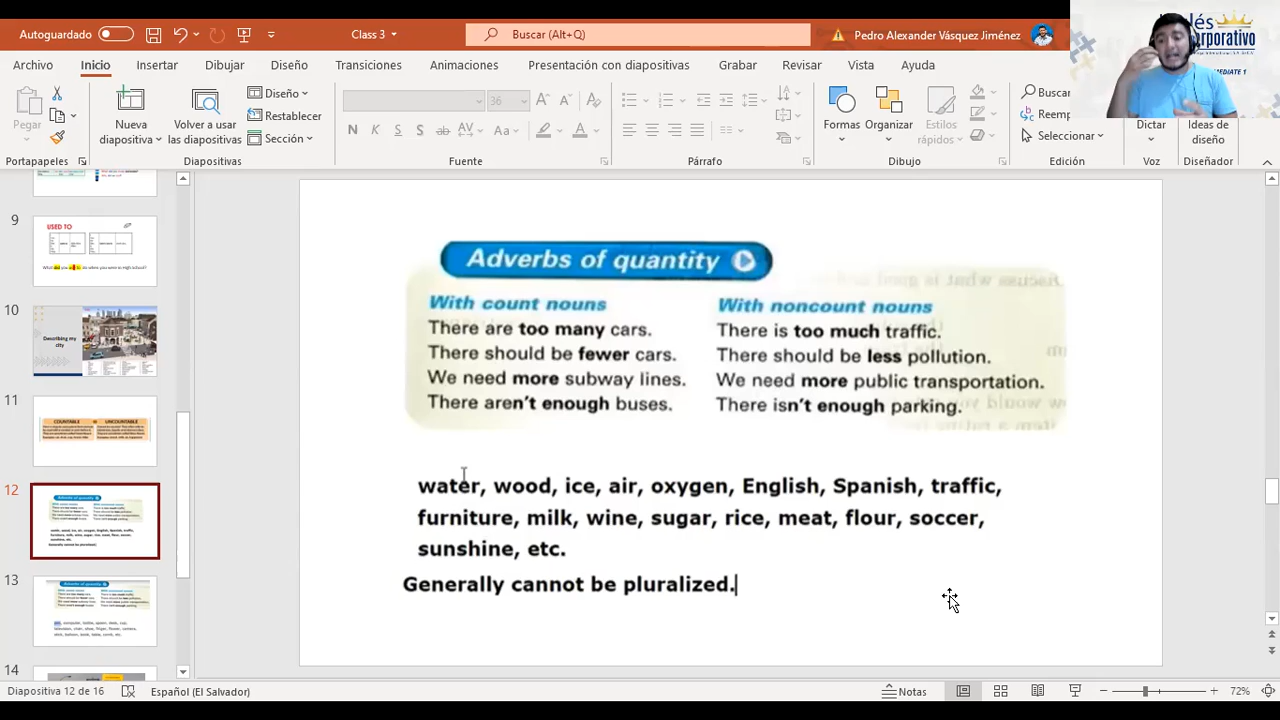 Autoguardado
Class 3
Buscar (Alt+Q)
Pedro Alexander Vásquez Jiménez
Archivo Inicio Insertar Dibujar Diseño Transiciones Animaciones Presentación con diapositivas Grabar Revisar Vista Ayuda
Pegar
Nueva diapositiva
Volver a usar las diapositivas
Diseño
Restablecer
Sección
36
N K S S ab AV Aa A
Formas
Organizar
Estilos rápidos
Buscar
Reemp
Seleccionar
Dictar
Ideas de diseño
Portapapeles Diapositivas Fuente Párrafo Dibujo Edición Voz Diseñador
9
USED TO
10
Describing my city
11
COUNTABLE
UNCOUNTABLE
12
13
14
Adverbs of quantity
With count nouns
There are too many cars.
There should be fewer cars.
We need more subway lines.
There aren't enough buses.
With noncount nouns
There is too much traffic.
There should be less pollution.
We need more public transportation.
There isn't enough parking.
water, wood, ice, air, oxygen, English, Spanish, traffic,
furniture, milk, wine, sugar, rice, meat, flour, soccer,
sunshine, etc.
Generally cannot be pluralized.
Diapositiva 12 de 16
Español (El Salvador)
Notas
72%